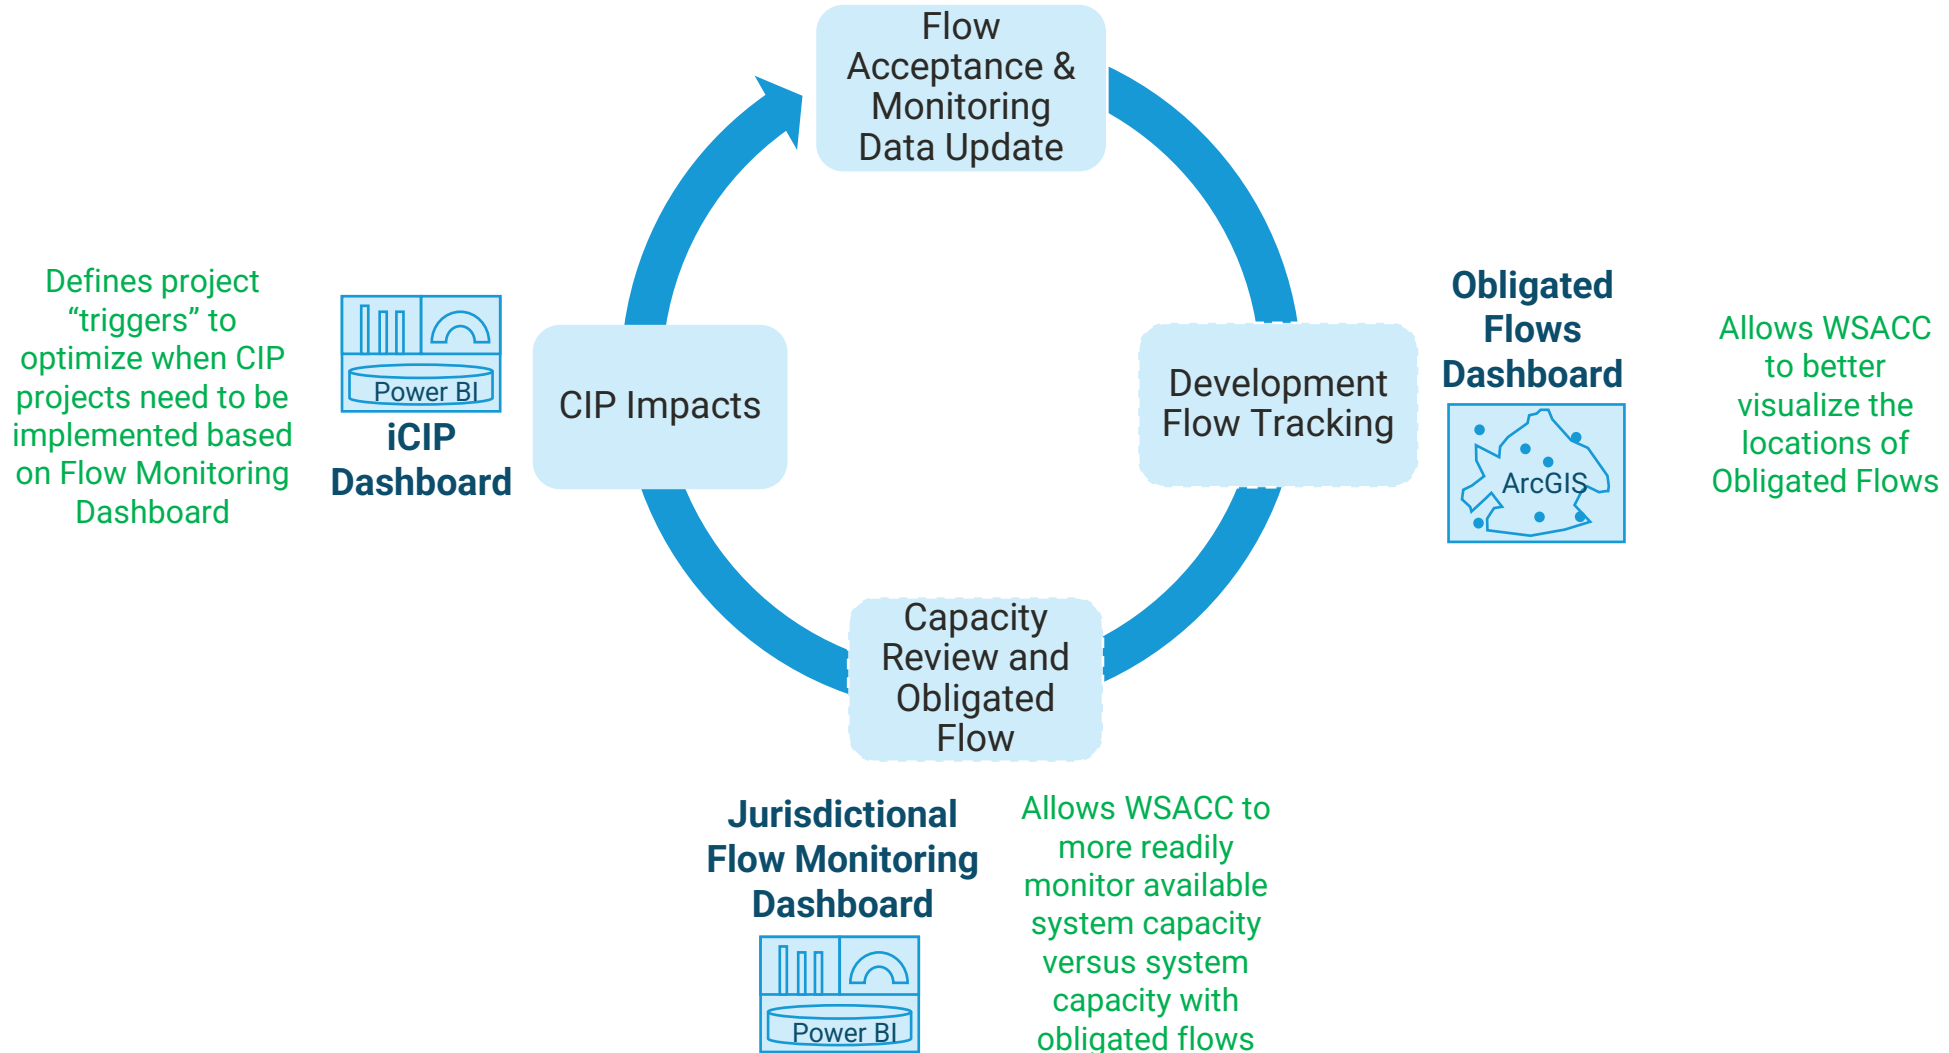 Flow
Acceptance &
Monitoring
Data Update
Defines project
“triggers” to
optimize when CIP
projects need to be
implemented based
on Flow Monitoring
Dashboard
Power BI
iCIP
Dashboard
CIP Impacts
Development
Flow Tracking
Obligated
Flows
Dashboard
ArcGIS
Allows WSACC
to better
visualize the
locations of
Obligated Flows
Capacity
Review and
Obligated
Flow
Jurisdictional
Flow Monitoring
Dashboard
Power BI
Allows WSACC to
more readily
monitor available
system capacity
versus system
capacity with
obligated flows